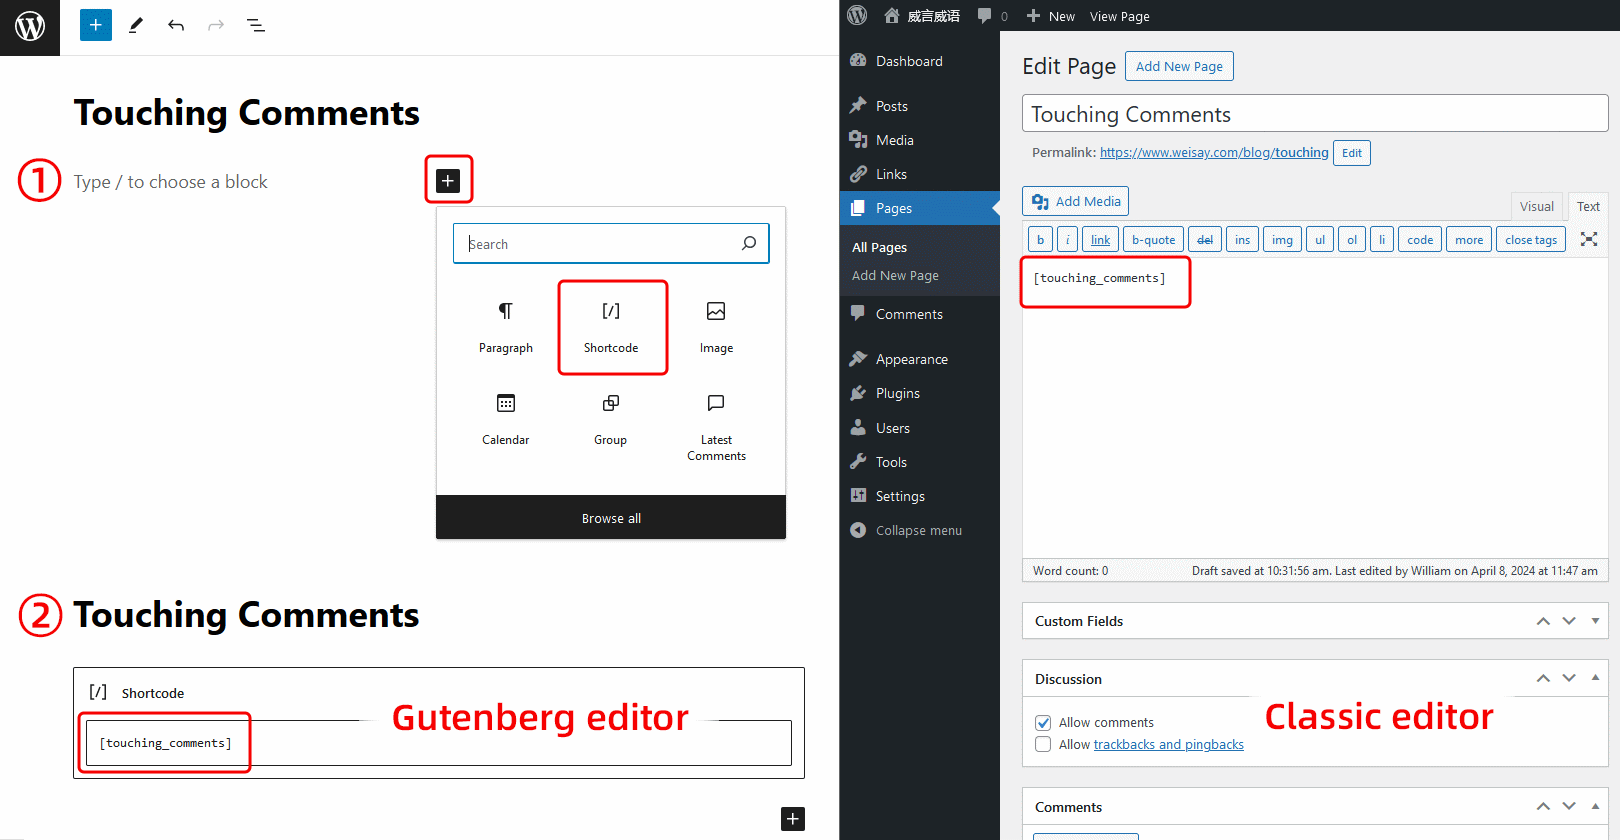 Touching Comments
① Type / to choose a block
Search
Paragraph
Shortcode
Image
Calendar
Group
Latest
Comments
Browse all
② Touching Comments
[/] Shortcode
[touching_comments]
Gutenberg editor
威言威语
0
New
View Page
Dashboard
Posts
Media
Links
Pages
All Pages
Add New Page
Comments
Appearance
Plugins
Users
Tools
Settings
Collapse menu
Edit Page
Add New Page
Touching Comments
Permalink: https://www.weisay.com/blog/touching Edit
Add Media
Visual
Text
b i link b-quote del ins img ul ol li code more close tags
[touching_comments]
Word count: 0
Draft saved at 10:31:56 am. Last edited by William on April 8, 2024 at 11:47 am
Custom Fields
Discussion
Allow comments
Allow trackbacks and pingbacks
Classic editor
Comments